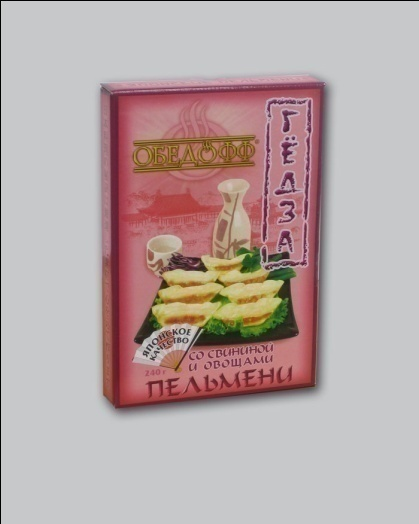 ОБЕДОФФ
ГЁДЗА
ЯПОНСКОЕ
КАЧЕСТВО
СО СВИНИНОЙ
И ОВОЩАМИ
240 г
ПЕЛЬМЕНИ